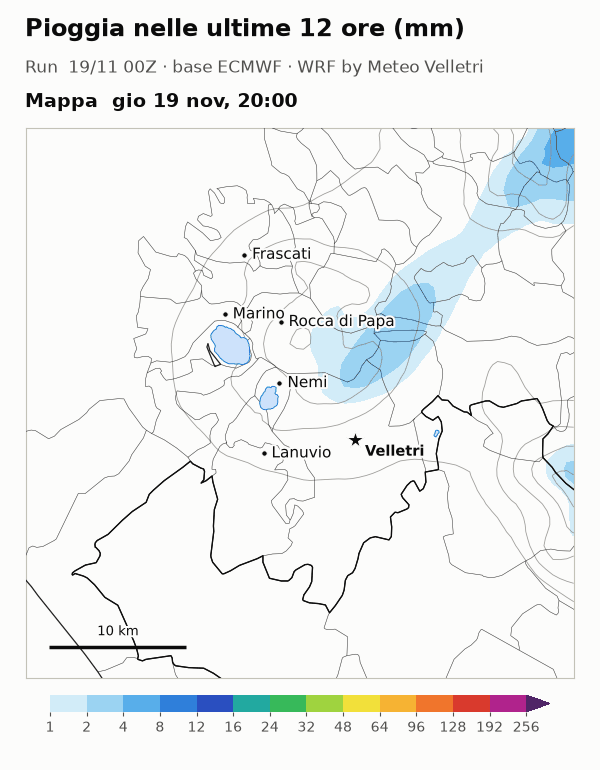 Pioggia nelle ultime 12 ore (mm)
Run  19/11 00Z · base ECMWF · WRF by Meteo Velletri
Mappa  gio 19 nov, 20:00
Frascati
Marino
Rocca di Papa
Nemi
Velletri
Lanuvio
10 km
1 2 4 8 12 16 24 32 48 64 96 128 192 256